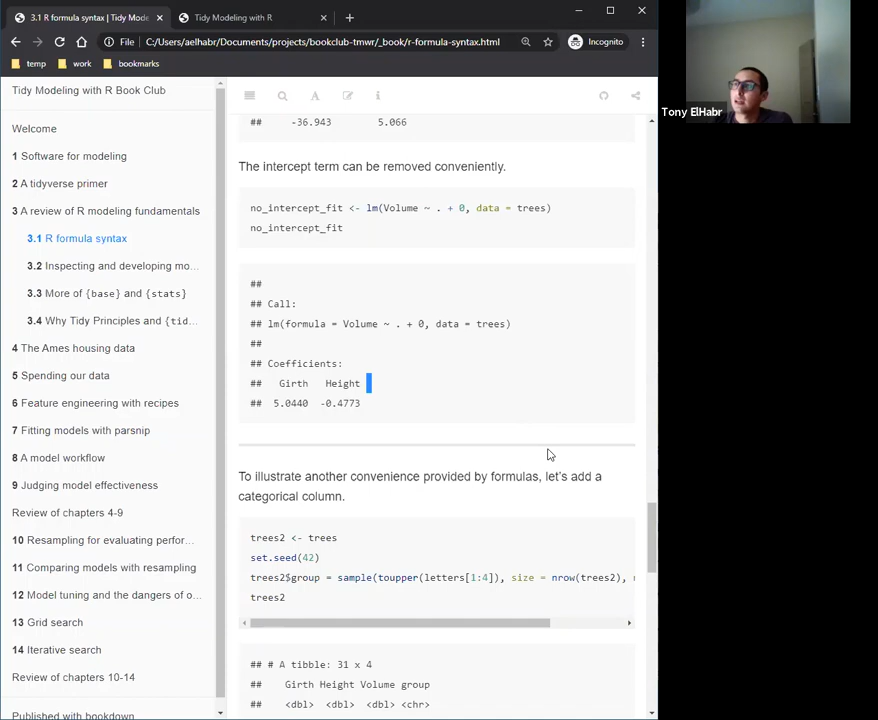 3.1 R formula syntax | Tidy Mode
Tidy Modeling with R
File
C:/Users/aelhabr/Documents/projects/bookclub-tmwr/_book/r-formula-syntax.html
Incognito
temp
work
bookmarks
Tony ElHabr
Tidy Modeling with R Book Club
Welcome
1 Software for modeling
2 A tidyverse primer
3 A review of R modeling fundamentals
3.1 R formula syntax
3.2 Inspecting and developing mo...
3.3 More of {base} and {stats}
3.4 Why Tidy Principles and {tid...
4 The Ames housing data
5 Spending our data
6 Feature engineering with recipes
7 Fitting models with parsnip
8 A model workflow
9 Judging model effectiveness
Review of chapters 4-9
10 Resampling for evaluating perfor...
11 Comparing models with resampling
12 Model tuning and the dangers of o...
13 Grid search
14 Iterative search
Review of chapters 10-14
Published with bookdown
## -36.943 5.066
The intercept term can be removed conveniently.
no_intercept_fit <- lm(Volume ~ . + 0, data = trees)
no_intercept_fit
##
## Call:
## lm(formula = Volume ~ . + 0, data = trees)
##
## Coefficients:
## Girth Height
## 5.0440 -0.4773
To illustrate another convenience provided by formulas, let's add a
categorical column.
trees2 <- trees
set.seed(42)
trees2$group = sample(toupper(letters[1:4]), size = nrow(trees2),
trees2
## # A tibble: 31 x 4
## Girth Height Volume group
## <dbl> <dbl> <dbl> <chr>